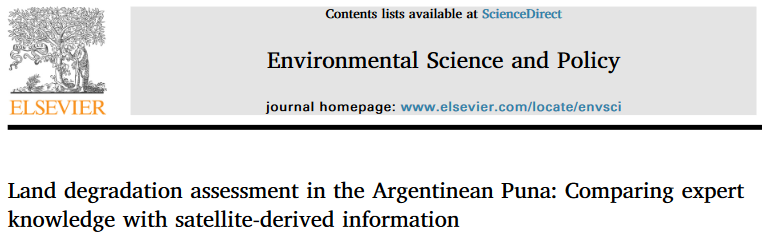 Contents lists available at ScienceDirect
Environmental Science and Policy
ELSEVIER
journal homepage: www.elsevier.com/locate/envsci
Land degradation assessment in the Argentinean Puna: Comparing expert
knowledge with satellite-derived information